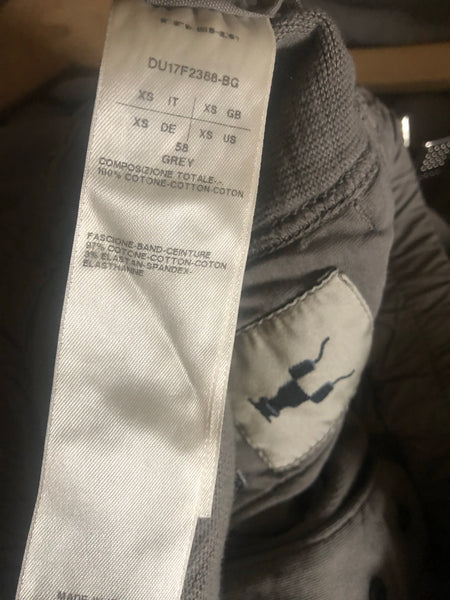 DU17F2388-BG
XS IT XS GB
XS DE XS US
58
GREY
COMPOSIZIONE TOTALE--
100% COTONE-COTTON-COTON
FASCIONE-BAND-CEINTURE
97% COTONE-COTTON-COTON
3% ELASTAN-SPANDEX-
ELASTHANNE
MADE